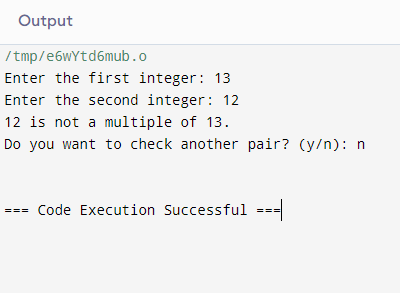 Output
/tmp/e6wYtd6mub.o
Enter the first integer: 13
Enter the second integer: 12
12 is not a multiple of 13.
Do you want to check another pair? (y/n): n
=== Code Execution Successful ===